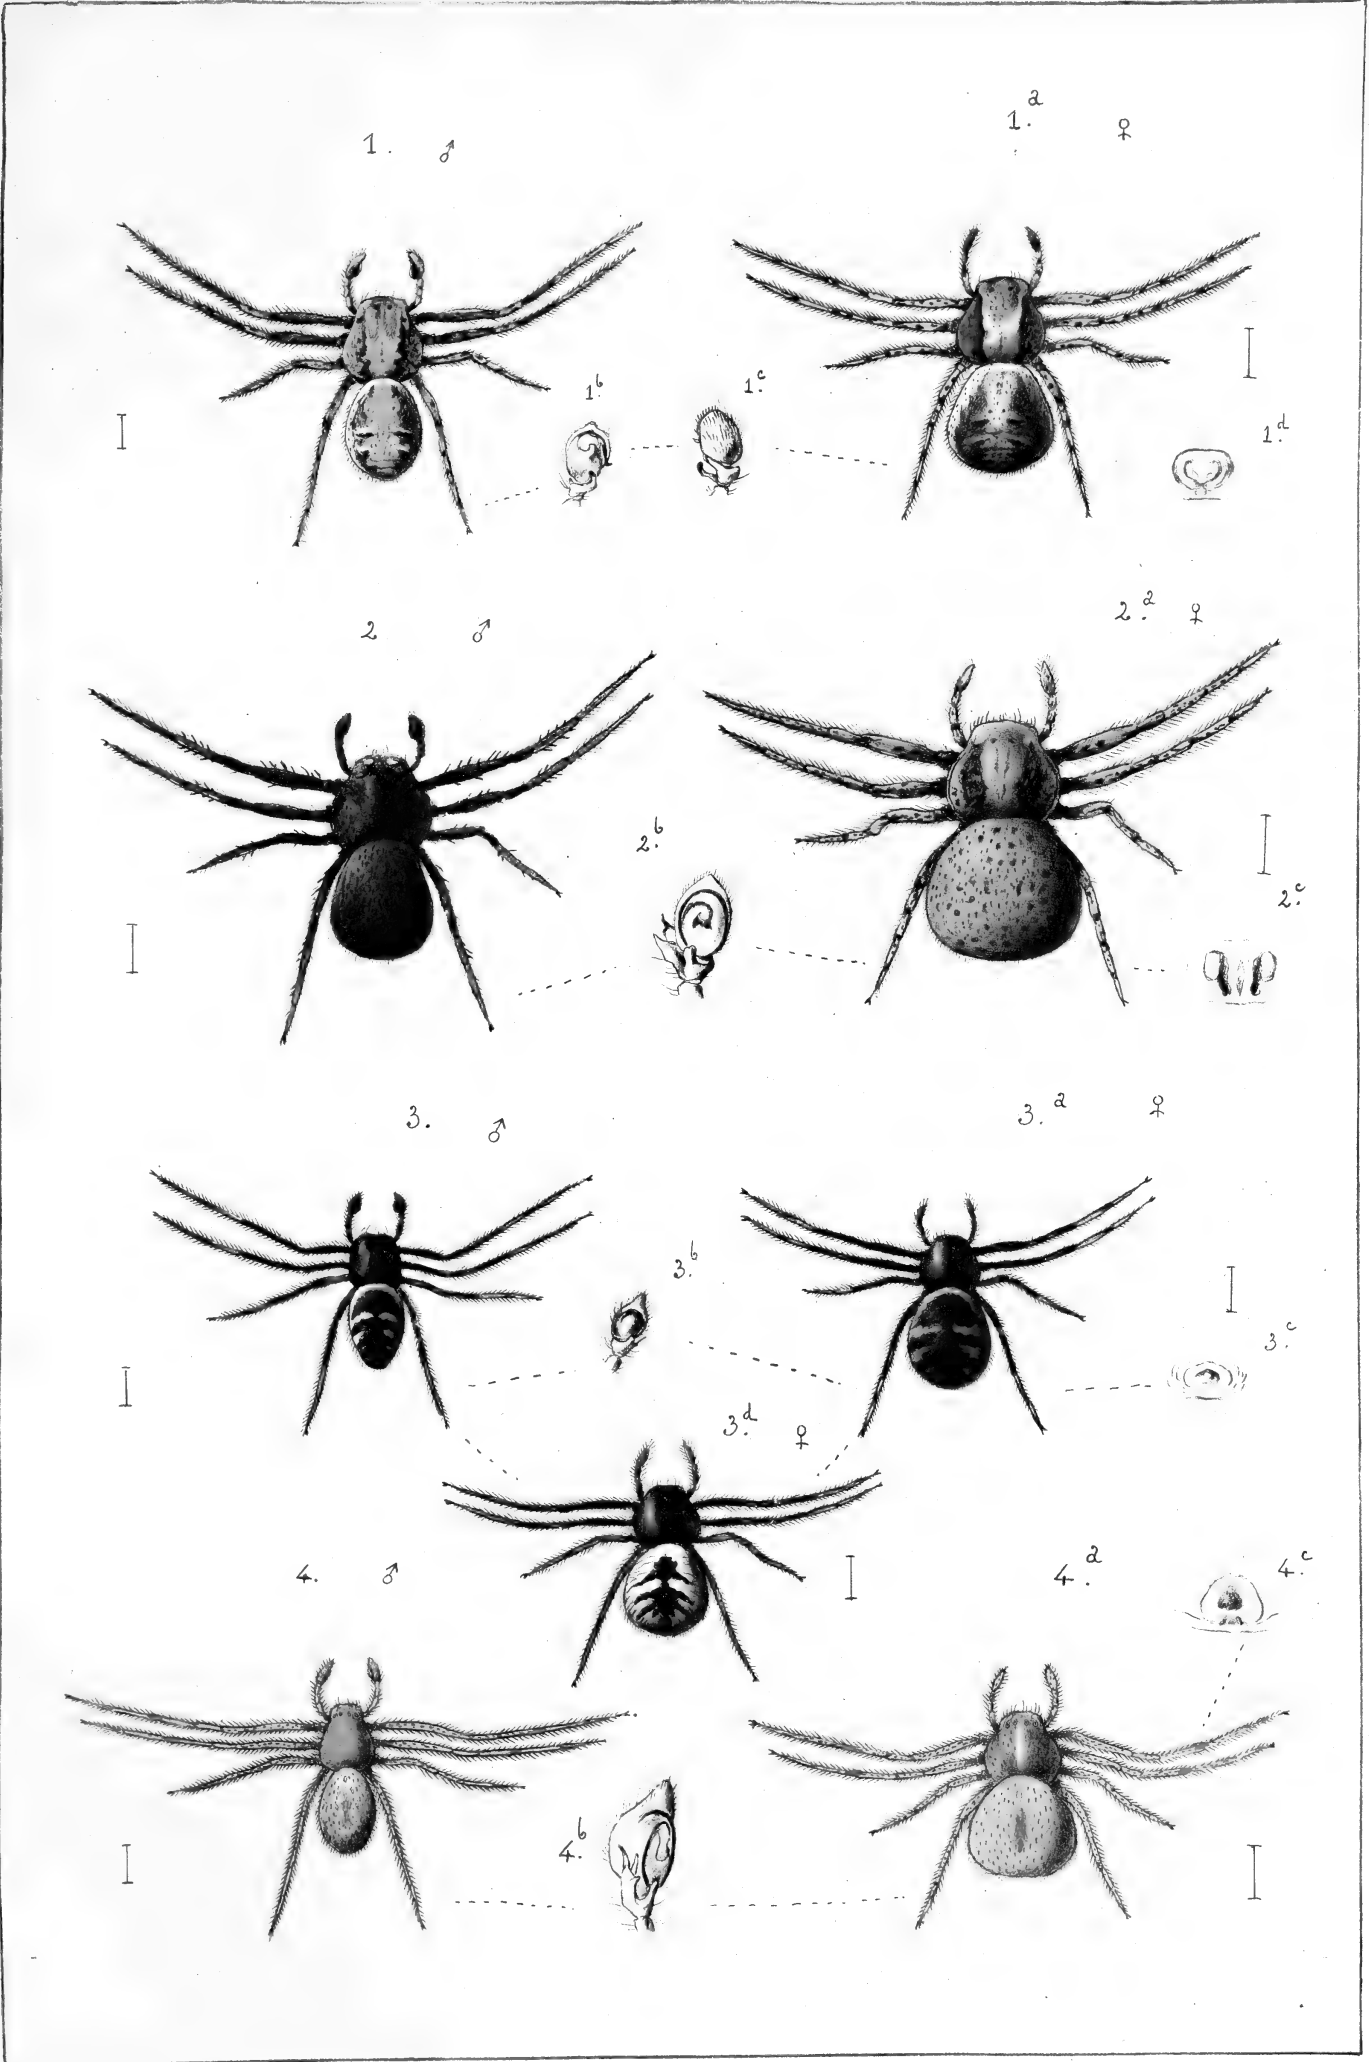 1. ♂
1.a ♀
1.b
1.c
1.d
2 ♂
2.a ♀
2.b
2.c
3. ♂
3.a ♀
3.b
3.c
3.d ♀
4. ♂
4.a
4.c
4.b